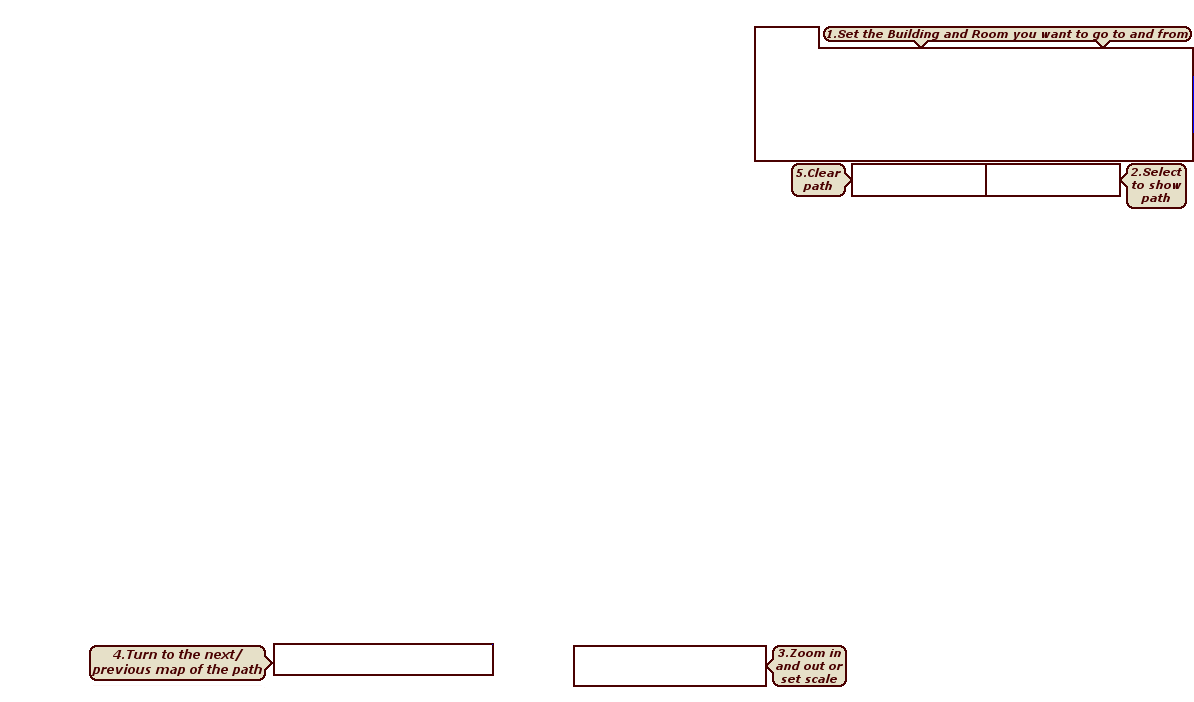 1.Set the Building and Room you want to go to and from
5.Clear
path
2.Select
to show
path
4.Turn to the next/
previous map of the path
3.Zoom in
and out or
set scale